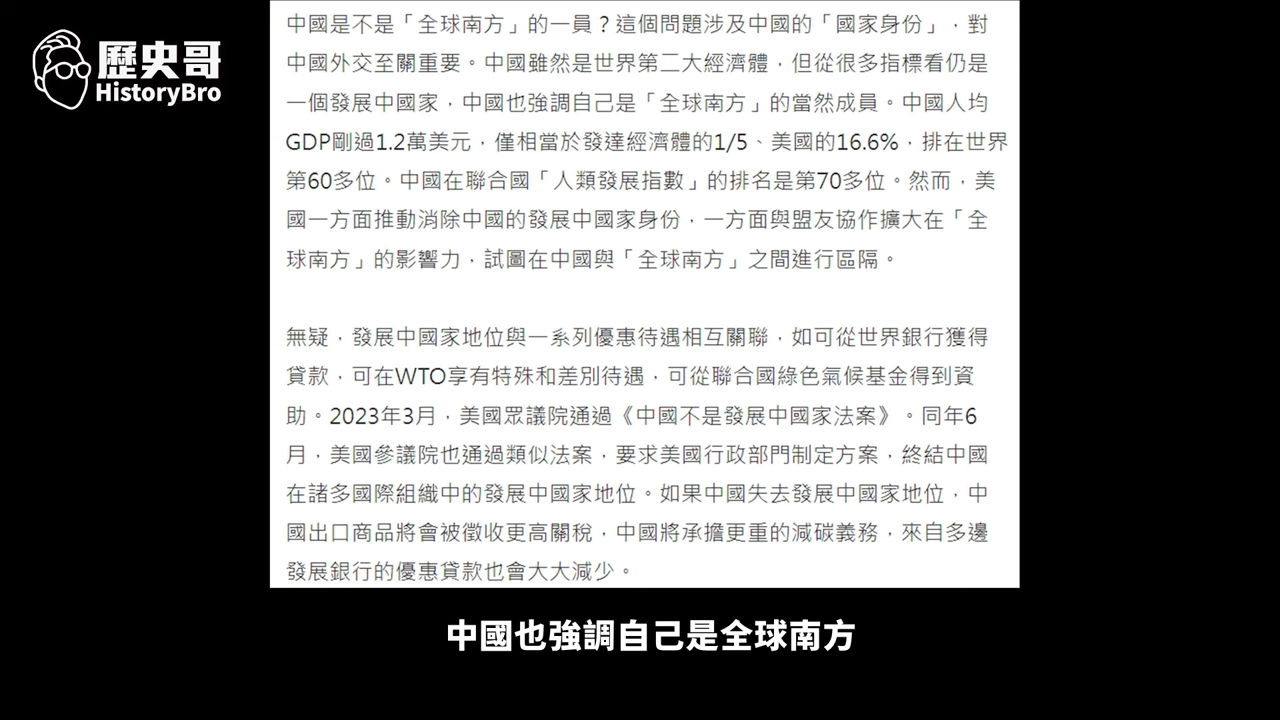 歷史哥
HistoryBro
中國是不是「全球南方」的一員？這個問題涉及中國的「國家身份」，對
中國外交至關重要。中國雖然是世界第二大經濟體，但從很多指標看仍是
一個發展中國家，中國也強調自己是「全球南方」的當然成員。中國人均
GDP剛過1.2萬美元，僅相當於發達經濟體的1/5、美國的16.6%，排在世界
第60多位。中國在聯合國「人類發展指數」的排名是第70多位。然而，美
國一方面推動消除中國的發展中國家身份，一方面與盟友協作擴大在「全
球南方」的影響力，試圖在中國與「全球南方」之間進行區隔。
無疑，發展中國家地位與一系列優惠待遇相互關聯，如可從世界銀行獲得
貸款，可在WTO享有特殊和差別待遇，可從聯合國綠色氣候基金得到資
助。2023年3月，美國眾議院通過《中國不是發展中國家法案》。同年6
月，美國參議院也通過類似法案，要求美國行政部門制定方案，終結中國
在諸多國際組織中的發展中國家地位。如果中國失去發展中國家地位，中
國出口商品將會被徵收更高關稅，中國將承擔更重的減碳義務，來自多邊
發展銀行的優惠貸款也會大大減少。
中國也強調自己是全球南方